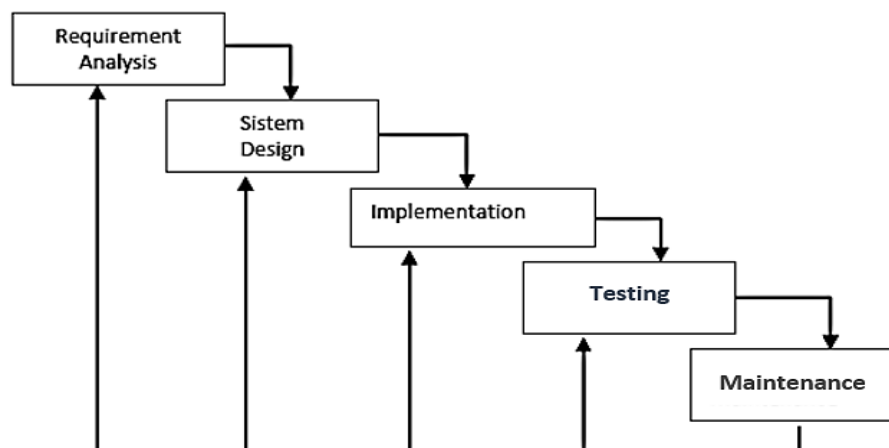 Requirement
Analysis
Sistem
Design
Implementation
Testing
Maintenance